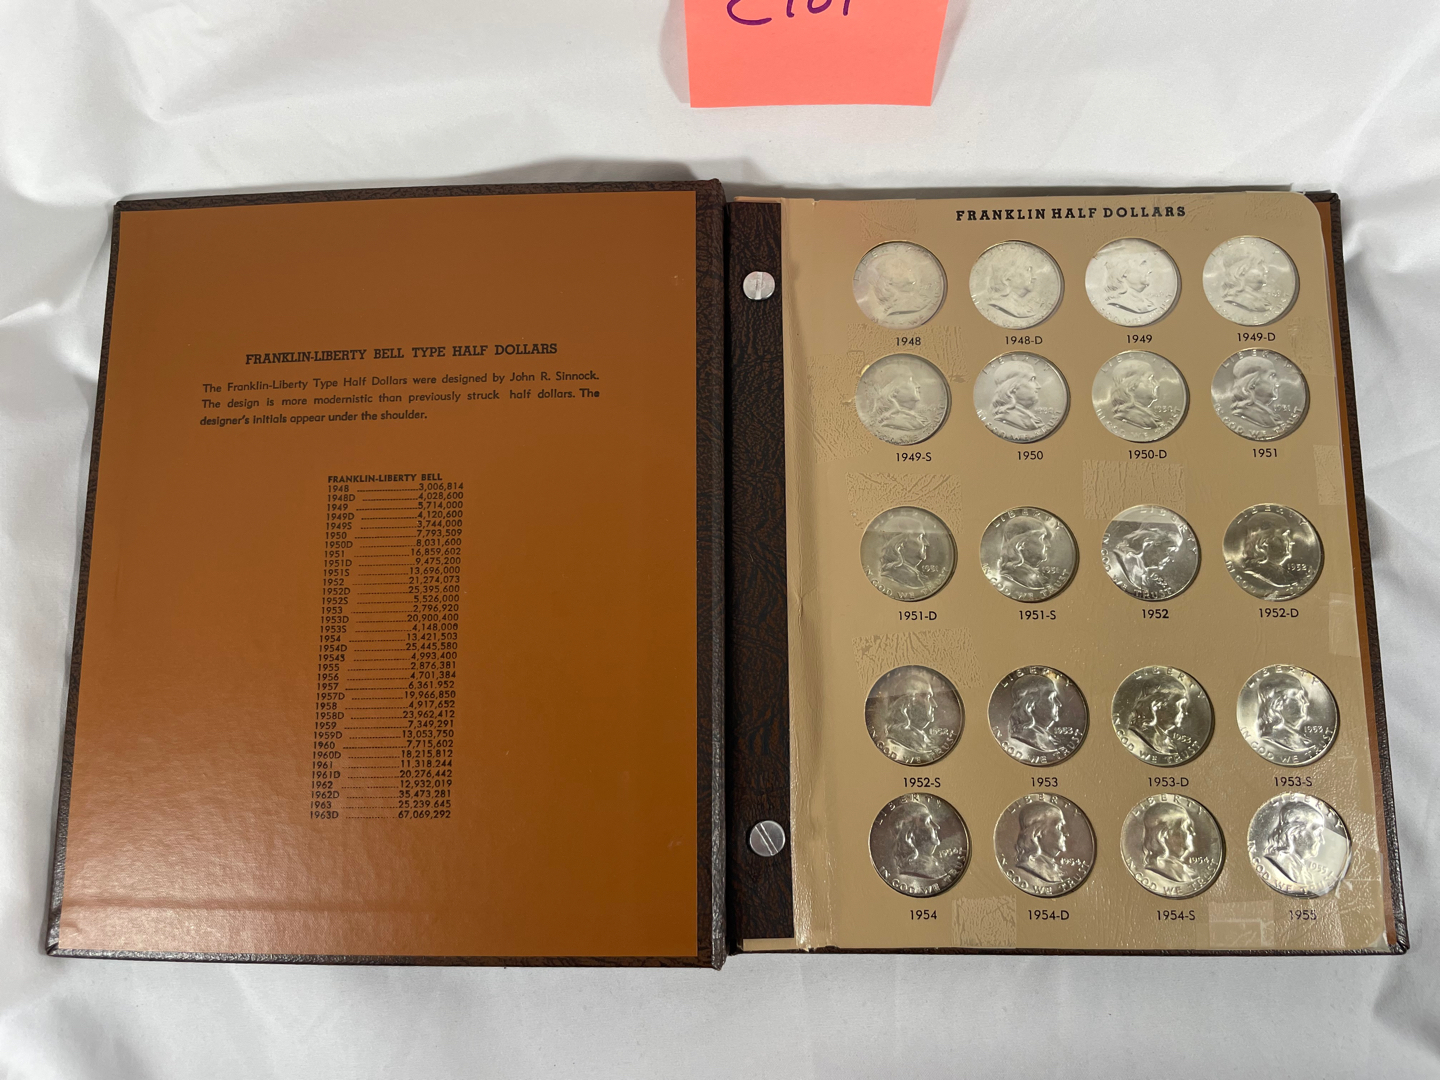 C101
FRANKLIN-LIBERTY BELL TYPE HALF DOLLARS
The Franklin-Liberty Type Half Dollars were designed by John R. Sinnock.
The design is more modernistic than previously struck half dollars. The
designer's initials appear under the shoulder.
FRANKLIN-LIBERTY BELL
1948 3,006,814
1948D 4,028,600
1949 5,714,000
1949D 4,120,600
1949S 3,744,000
1950 7,793,509
1950D 8,031,600
1951 16,859,602
1951D 9,475,200
1951S 13,696,000
1952 21,274,073
1952D 25,395,600
1952S 5,526,000
1953 2,796,920
1953D 20,900,400
1953S 4,148,000
1954 13,421,503
1954D 25,445,580
1954S 4,993,400
1955 2,876,381
1956 4,701,384
1957 6,361,952
1957D 19,966,850
1958 4,917,652
1958D 23,962,412
1959 7,349,291
1959D 13,053,750
1960 7,715,602
1960D 18,215,812
1961 11,318,244
1961D 20,276,442
1962 12,932,019
1962D 35,473,281
1963 25,239,645
1963D 67,069,292
FRANKLIN HALF DOLLARS
1948 1948-D 1949 1949-D
1949-S 1950 1950-D 1951
1951-D 1951-S 1952 1952-D
1952-S 1953 1953-D 1953-S
1954 1954-D 1954-S 1955